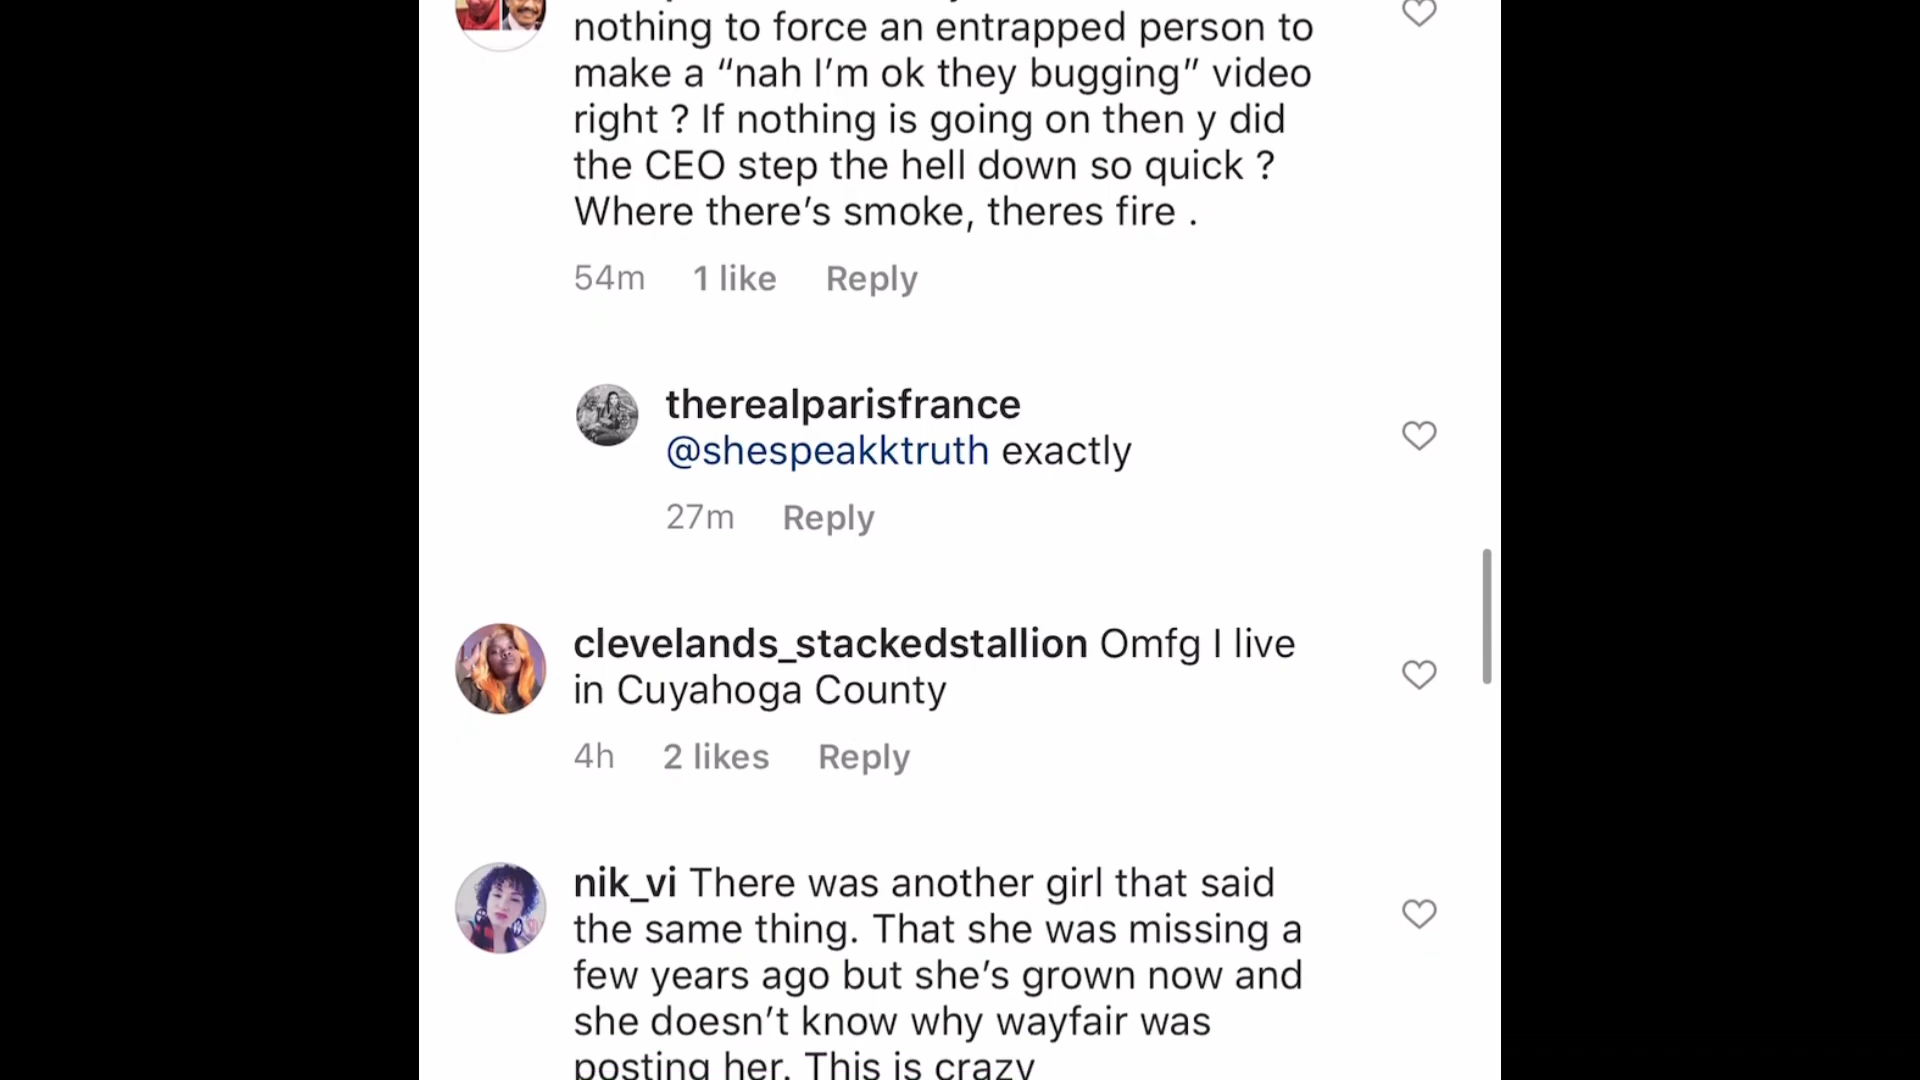 nothing to force an entrapped person to
make a “nah I’m ok they bugging” video
right ? If nothing is going on then y did
the CEO step the hell down so quick ?
Where there’s smoke, theres fire .
54m 1 like Reply
therealparisfrance
@shespeakktruth exactly
27m Reply
clevelands_stackedstallion Omfg I live
in Cuyahoga County
4h 2 likes Reply
nik_vi There was another girl that said
the same thing. That she was missing a
few years ago but she’s grown now and
she doesn’t know why wayfair was
posting her. This is crazy